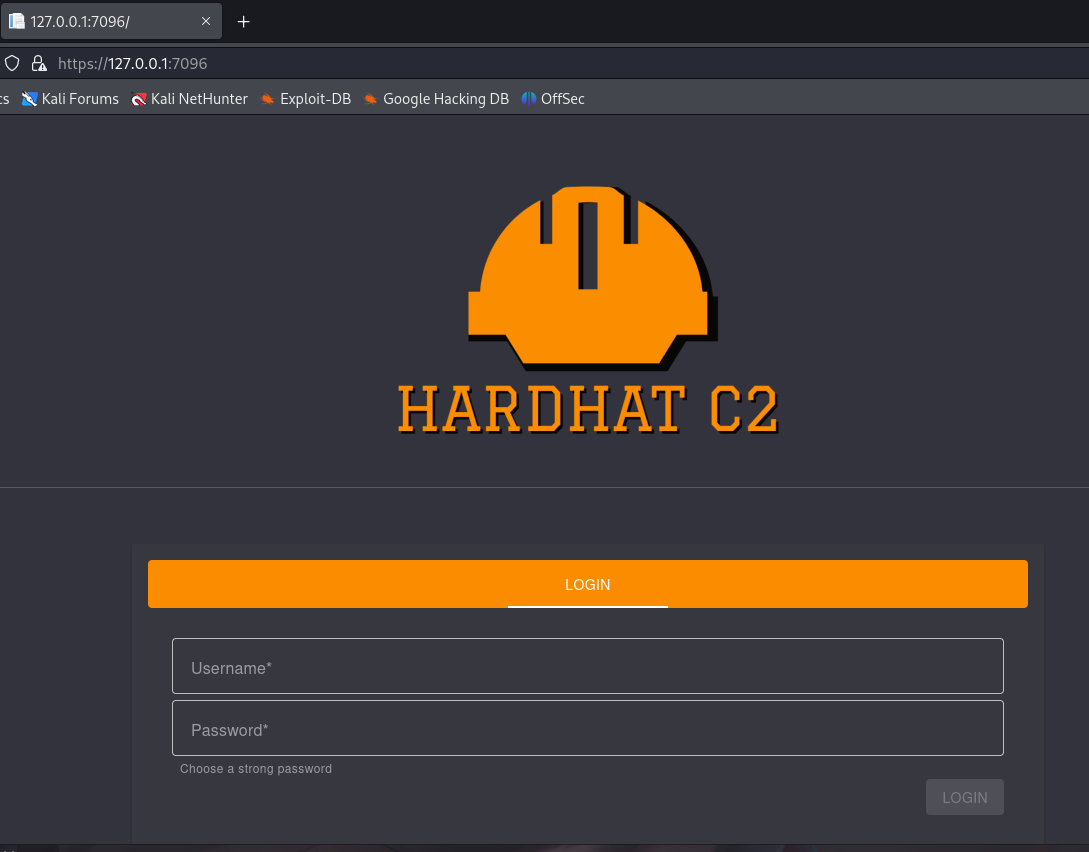 127.0.0.1:7096/
https://127.0.0.1:7096
cs Kali Forums Kali NetHunter Exploit-DB Google Hacking DB OffSec
HARDHAT C2
LOGIN
Username*
Password*
Choose a strong password
LOGIN